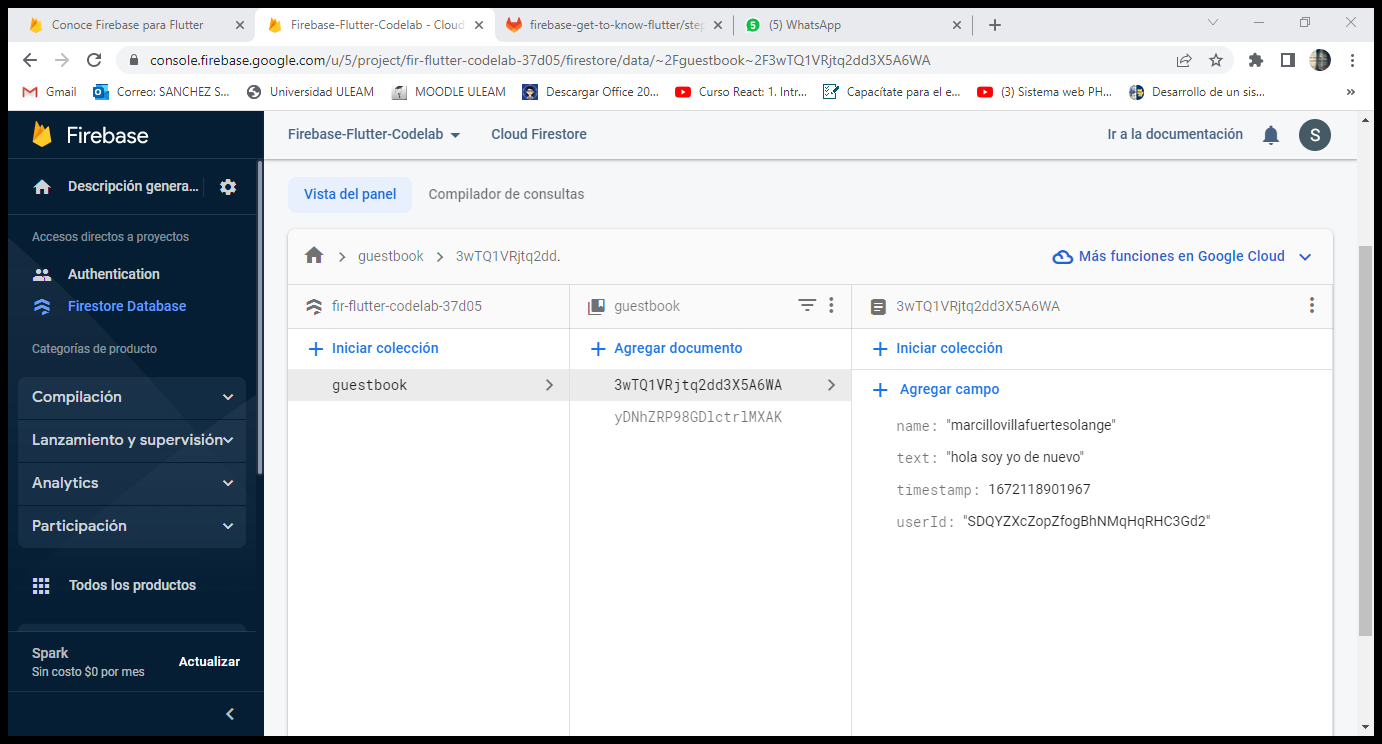 Conoce Firebase para Flutter
Firebase-Flutter-Codelab - Cloud
firebase-get-to-know-flutter/step
(5) WhatsApp
console.firebase.google.com/u/5/project/fir-flutter-codelab-37d05/firestore/data/~2Fguestbook~2F3wTQ1VRjtq2dd3X5A6WA
Gmail
Correo: SANCHEZ S...
Universidad ULEAM
MOODLE ULEAM
Descargar Office 20...
Curso React: 1. Intr...
Capacítate para el e...
(3) Sistema web PH...
Desarrollo de un sis...
»
Firebase
Firebase-Flutter-Codelab
Cloud Firestore
Ir a la documentación
S
Descripción genera...
Accesos directos a proyectos
Authentication
Firestore Database
Categorías de producto
Compilación
Lanzamiento y supervisión
Analytics
Participación
Todos los productos
Spark
Sin costo $0 por mes
Actualizar
Vista del panel
Compilador de consultas
guestbook
3wTQ1VRjtq2dd.
Más funciones en Google Cloud
fir-flutter-codelab-37d05
Iniciar colección
guestbook
guestbook
Agregar documento
3wTQ1VRjtq2dd3X5A6WA
yDNhZRP98GDlctrlMXAK
3wTQ1VRjtq2dd3X5A6WA
Iniciar colección
Agregar campo
name: "marcillovillafuertesolange"
text: "hola soy yo de nuevo"
timestamp: 1672118901967
userId: "SDQYZXcZopZfogBhNMqHqRHC3Gd2"